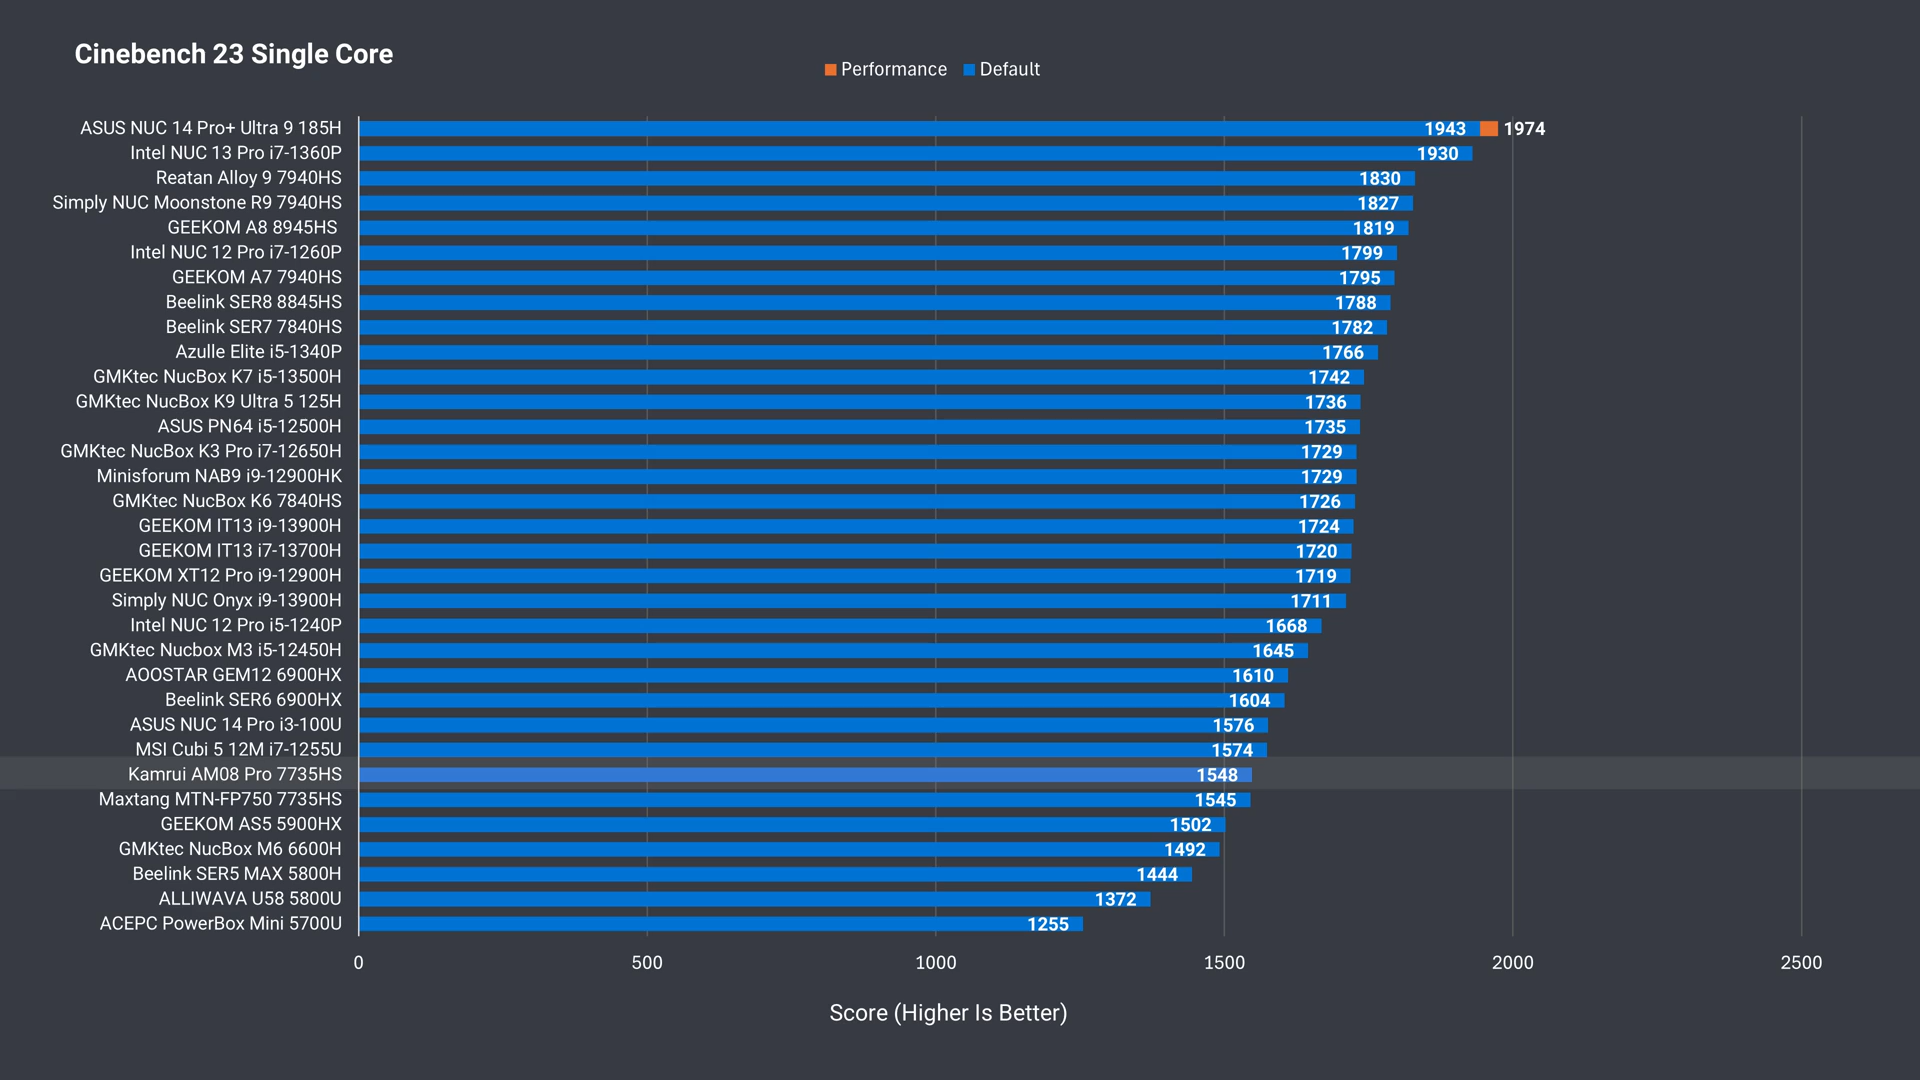 Cinebench 23 Single Core
Performance Default
ASUS NUC 14 Pro+ Ultra 9 185H 1943 1974
Intel NUC 13 Pro i7-1360P 1930
Reatan Alloy 9 7940HS 1830
Simply NUC Moonstone R9 7940HS 1827
GEEKOM A8 8945HS 1819
Intel NUC 12 Pro i7-1260P 1799
GEEKOM A7 7940HS 1795
Beelink SER8 8845HS 1788
Beelink SER7 7840HS 1782
Azulle Elite i5-1340P 1766
GMKtec NucBox K7 i5-13500H 1742
GMKtec NucBox K9 Ultra 5 125H 1736
ASUS PN64 i5-12500H 1735
GMKtec NucBox K3 Pro i7-12650H 1729
Minisforum NAB9 i9-12900HK 1729
GMKtec NucBox K6 7840HS 1726
GEEKOM IT13 i9-13900H 1724
GEEKOM IT13 i7-13700H 1720
GEEKOM XT12 Pro i9-12900H 1719
Simply NUC Onyx i9-13900H 1711
Intel NUC 12 Pro i5-1240P 1668
GMKtec Nucbox M3 i5-12450H 1645
AOOSTAR GEM12 6900HX 1610
Beelink SER6 6900HX 1604
ASUS NUC 14 Pro i3-100U 1576
MSI Cubi 5 12M i7-1255U 1574
Kamrui AM08 Pro 7735HS 1548
Maxtang MTN-FP750 7735HS 1545
GEEKOM AS5 5900HX 1502
GMKtec NucBox M6 6600H 1492
Beelink SER5 MAX 5800H 1444
ALLIWAVA U58 5800U 1372
ACEPC PowerBox Mini 5700U 1255
0 500 1000 1500 2000 2500
Score (Higher Is Better)